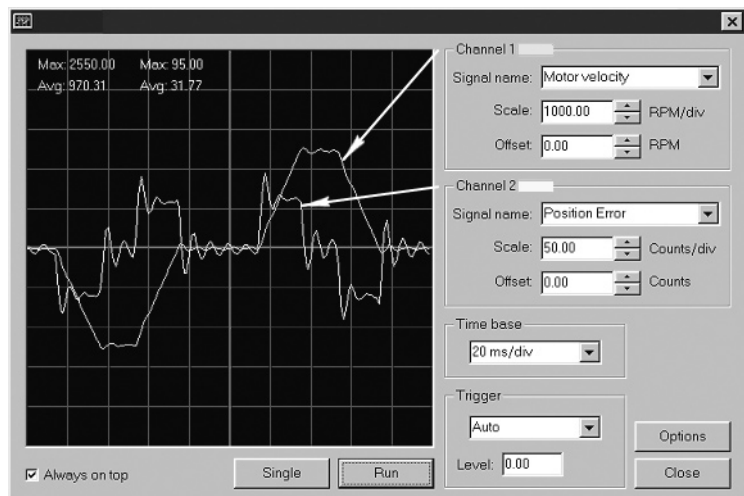 Max: 2550.00 Max: 95.00
Avg: 970.31 Avg: 31.77
Channel 1
Signal name: Motor velocity
Scale: 1000.00 RPM/div
Offset: 0.00 RPM
Channel 2
Signal name: Position Error
Scale: 50.00 Counts/div
Offset: 0.00 Counts
Time base
20 ms/div
Trigger
Auto
Level: 0.00
Options
Always on top
Single
Run
Close